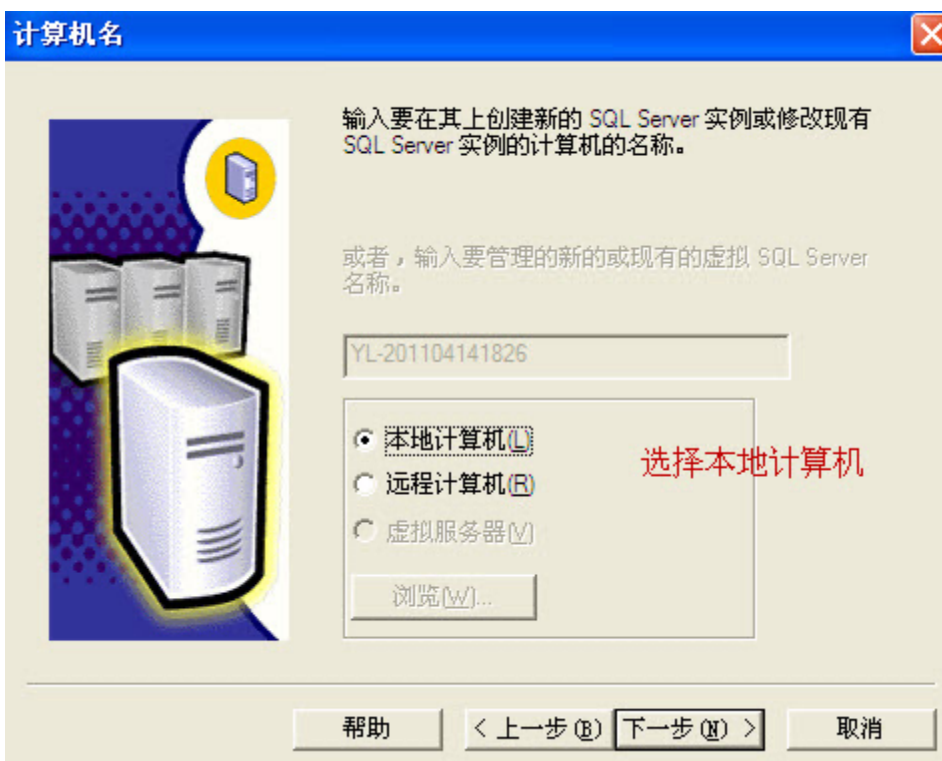 计算机名
输入要在其上创建新的 SQL Server 实例或修改现有
SQL Server 实例的计算机的名称。
或者，输入要管理的新的或现有的虚拟 SQL Server
名称。
YL-201104141826
本地计算机(L)
选择本地计算机
远程计算机(R)
虚拟服务器(V)
浏览(W)...
帮助
< 上一步(B)
下一步(N) >
取消